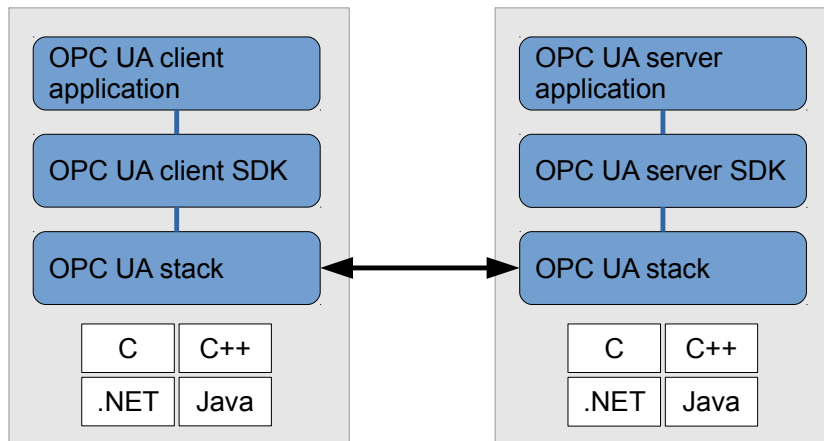 OPC UA client
application
OPC UA client SDK
OPC UA stack
C
C++
.NET
Java
OPC UA server
application
OPC UA server SDK
OPC UA stack
C
C++
.NET
Java